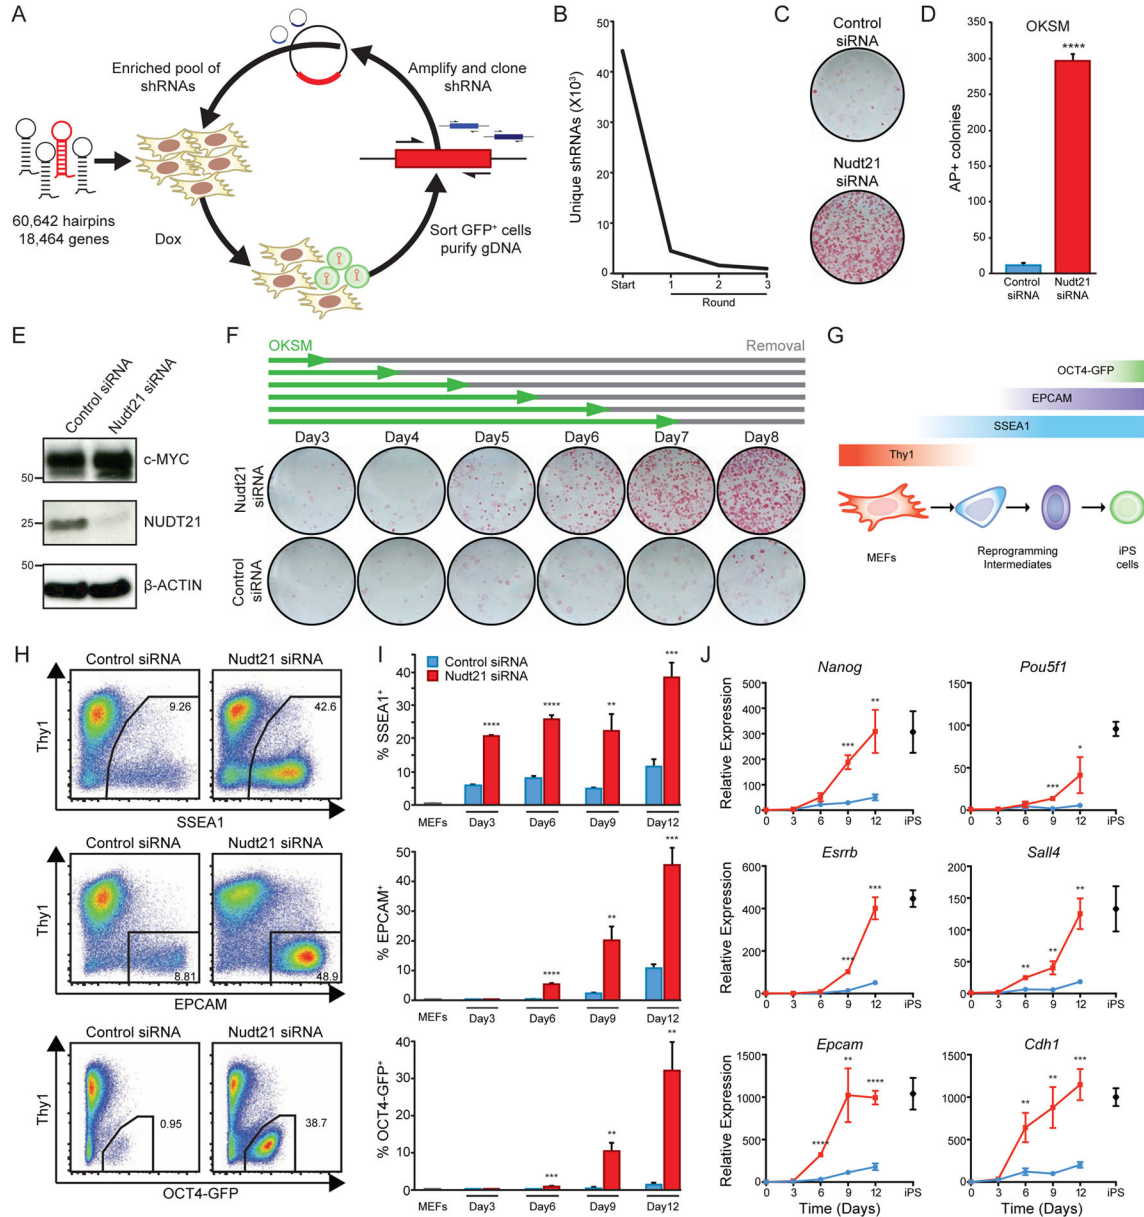 A
Enriched pool of
shRNAs
Amplify and clone
shRNA
60,642 hairpins
18,464 genes
Dox
Sort GFP⁺ cells
purify gDNA
B
Unique shRNAs (X10³)
50
40
30
20
10
0
Start
1
2
3
Round
C
Control
siRNA
Nudt21
siRNA
D
OKSM
AP+ colonies
350
300
250
200
150
100
50
0
****
Control
siRNA
Nudt21
siRNA
E
Control siRNA
Nudt21 siRNA
50
c-MYC
25
NUDT21
50
β-ACTIN
F
OKSM
Removal
Day3
Day4
Day5
Day6
Day7
Day8
Nudt21
siRNA
Control
siRNA
G
OCT4-GFP
EPCAM
SSEA1
Thy1
MEFs
Reprogramming
Intermediates
iPS
cells
H
Control siRNA
Nudt21 siRNA
Thy1
9.26
42.6
SSEA1
Control siRNA
Nudt21 siRNA
Thy1
8.81
48.9
EPCAM
Control siRNA
Nudt21 siRNA
Thy1
0.95
38.7
OCT4-GFP
I
Control siRNA
Nudt21 siRNA
% SSEA1⁺
50
40
30
20
10
0
****
****
**
***
MEFs
Day3
Day6
Day9
Day12
% EPCAM⁺
50
40
30
20
10
0
****
**
***
MEFs
Day3
Day6
Day9
Day12
% OCT4-GFP⁺
40
30
20
10
0
***
**
**
MEFs
Day3
Day6
Day9
Day12
J
Nanog
Relative Expression
500
400
300
200
100
0
***
**
0
3
6
9
12
iPS
Pou5f1
150
100
50
0
***
*
0
3
6
9
12
iPS
Esrrb
Relative Expression
600
400
200
0
***
***
0
3
6
9
12
iPS
Sall4
200
150
100
50
0
**
**
**
0
3
6
9
12
iPS
Epcam
Relative Expression
1500
1000
500
0
****
**
****
0
3
6
9
12
iPS
Time (Days)
Cdh1
1500
1000
500
0
**
**
***
0
3
6
9
12
iPS
Time (Days)